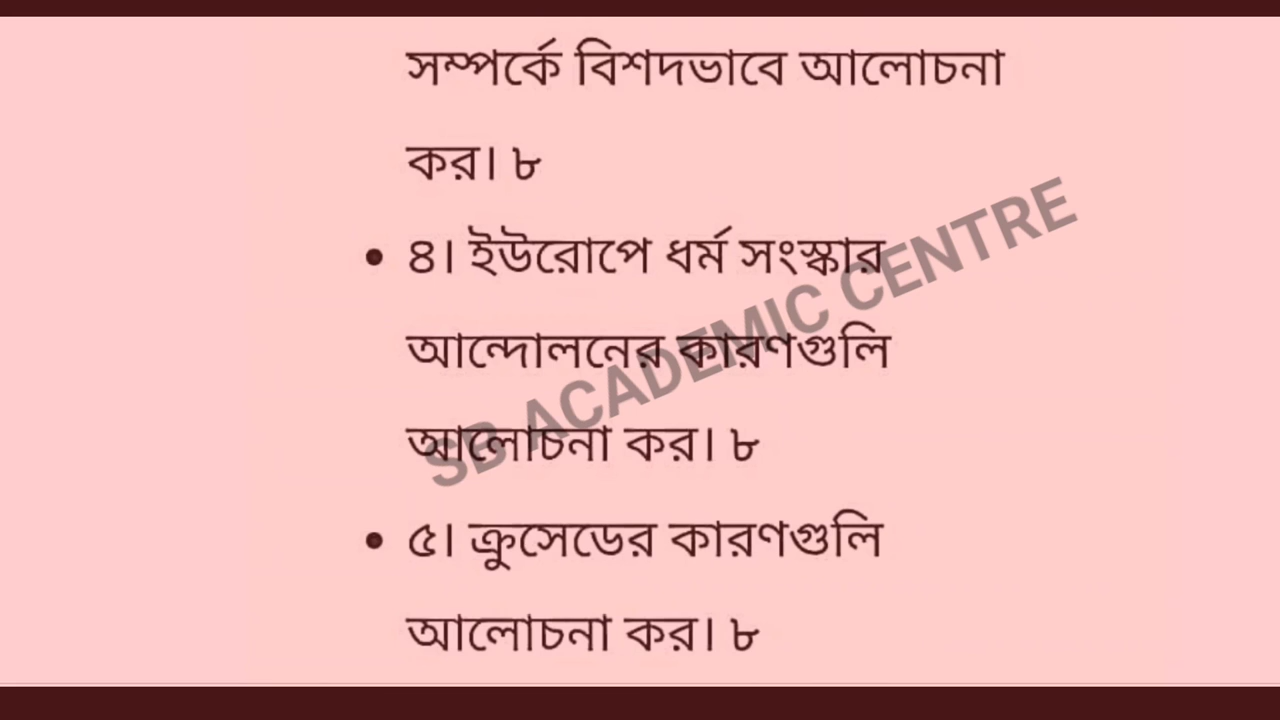 সম্পর্কে বিশদভাবে আলোচনা
কর। ৮
• ৪। ইউরোপে ধর্ম সংস্কার
আন্দোলনের কারণগুলি
আলোচনা কর। ৮
• ৫। ক্রুসেডের কারণগুলি
আলোচনা কর। ৮
SB ACADEMIC CENTRE